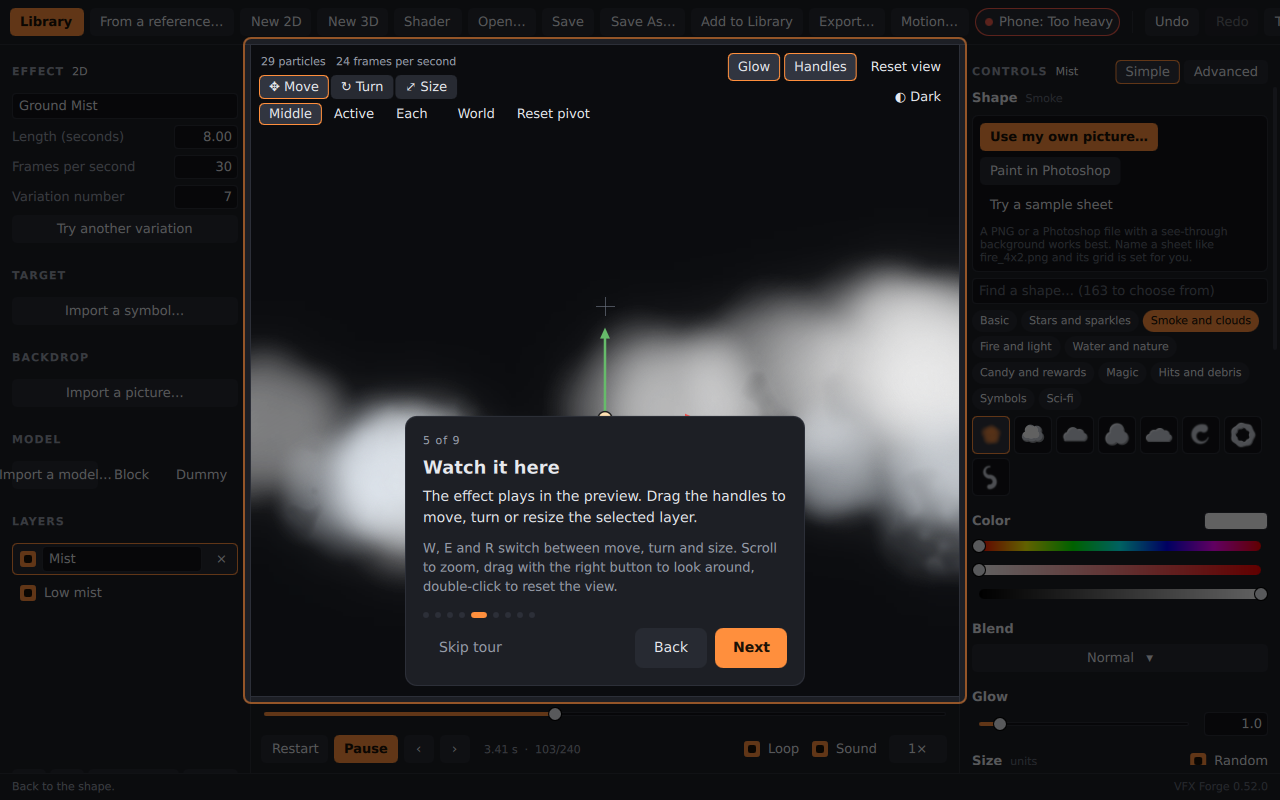 Library From a reference... New 2D New 3D Shader Open... Save Save As... Add to Library Export... Motion... Phone: Too heavy Undo Redo
EFFECT 2D
Ground Mist
Length (seconds) 8.00
Frames per second 30
Variation number 7
Try another variation
TARGET
Import a symbol...
BACKDROP
Import a picture...
MODEL
Import a model... Block Dummy
LAYERS
Mist ×
Low mist
29 particles 24 frames per second
Move Turn Size
Middle Active Each World Reset pivot
Glow Handles Reset view
Dark
5 of 9
Watch it here
The effect plays in the preview. Drag the handles to
move, turn or resize the selected layer.
W, E and R switch between move, turn and size. Scroll
to zoom, drag with the right button to look around,
double-click to reset the view.
Skip tour Back Next
Restart Pause ‹ › 3.41 s · 103/240 Loop Sound 1×
CONTROLS Mist Simple Advanced
Shape Smoke
Use my own picture...
Paint in Photoshop
Try a sample sheet
A PNG or a Photoshop file with a see-through
background works best. Name a sheet like
fire_4x2.png and its grid is set for you.
Find a shape... (163 to choose from)
Basic Stars and sparkles Smoke and clouds
Fire and light Water and nature
Candy and rewards Magic Hits and debris
Symbols Sci-fi
Color
Blend
Normal ▾
Glow
1.0
Size units Random
Back to the shape.
VFX Forge 0.52.0